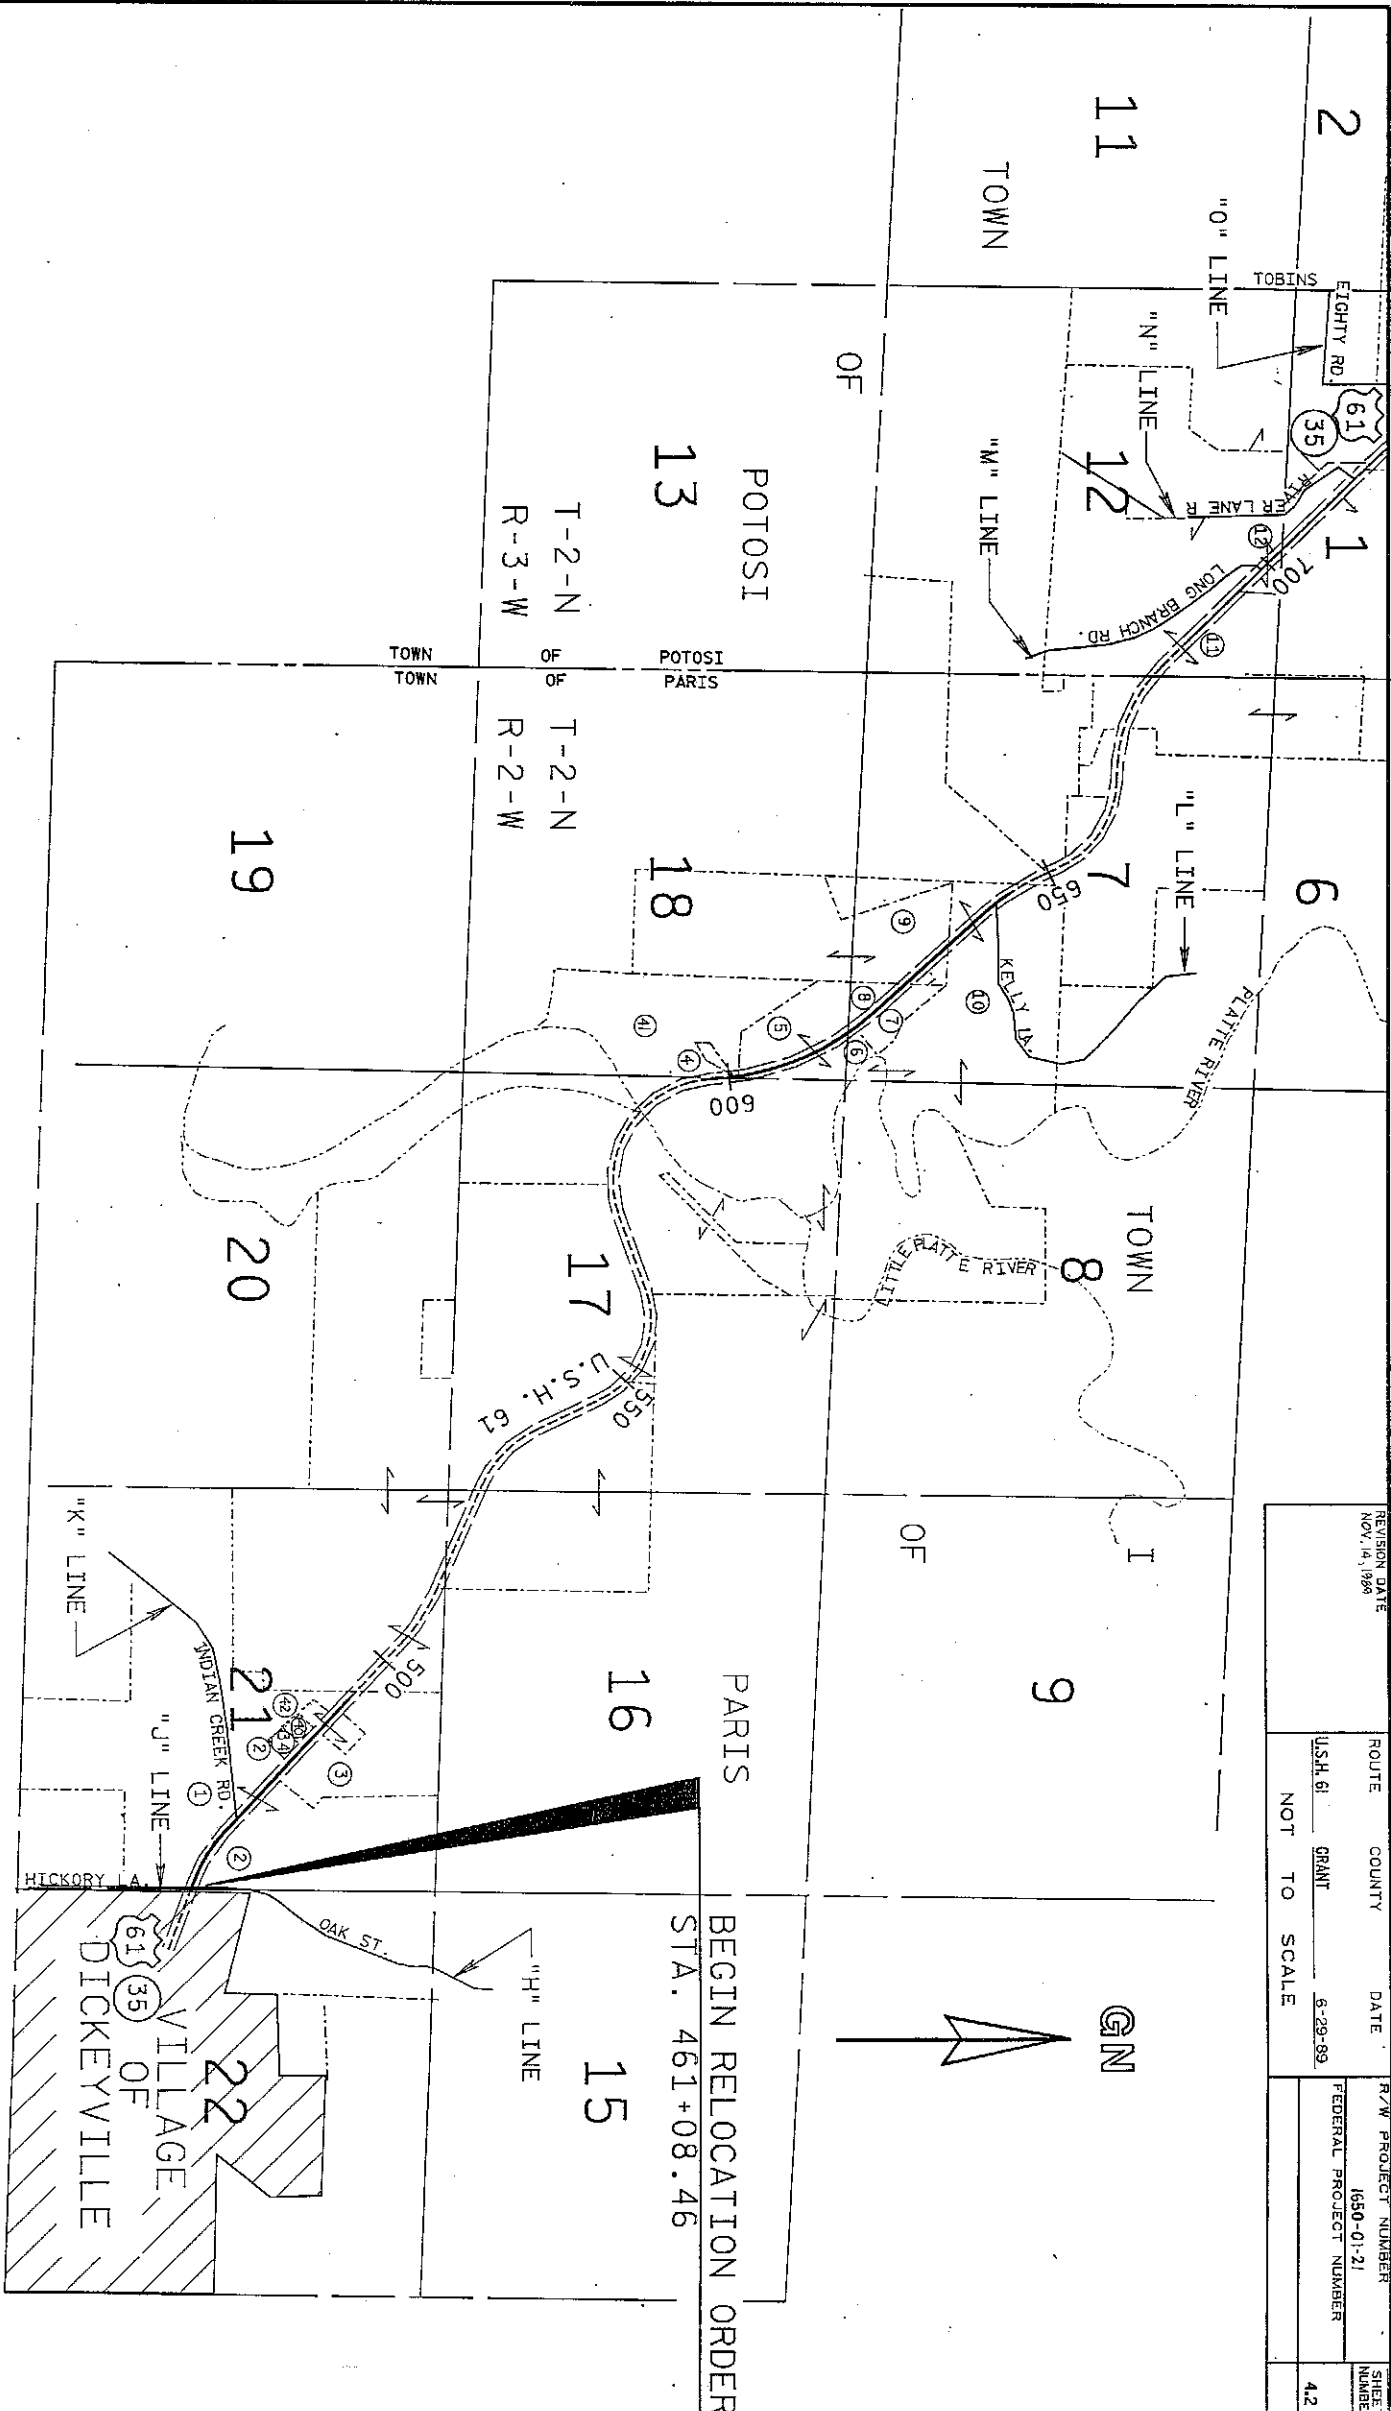 REVISION DATE
NOV. 14, 1989
ROUTE
U.S.H. 61
COUNTY
GRANT
DATE
6-29-89
NOT TO SCALE
R/W PROJECT NUMBER
1650-01-21
FEDERAL PROJECT NUMBER
4.2
2
11
TOWN
"O" LINE
TOBINS
EIGHTY RD.
61
35
"N" LINE
RIVER LANE R
12
1
12
700
"M" LINE
LONG BRANCH RD.
11
OF
POTOSI
13
T-2-N
R-3-W
TOWN OF POTOSI
TOWN OF PARIS
T-2-N
R-2-W
"L" LINE
6
7
650
19
18
9
KELLY LA.
10
PLATTE RIVER
8
7
5
6
41
4
600
TOWN
8
LITTLE PLATTE RIVER
20
17
U.S.H. 61
550
I
OF
9
PARIS
16
500
"K" LINE
INDIAN CREEK RD.
21
42
40
34
2
3
1
"J" LINE
2
HICKORY LA.
OAK ST.
"H" LINE
BEGIN RELOCATION ORDER
STA. 461+08.46
GN
15
22
61
35
VILLAGE
OF
DICKEYVILLE